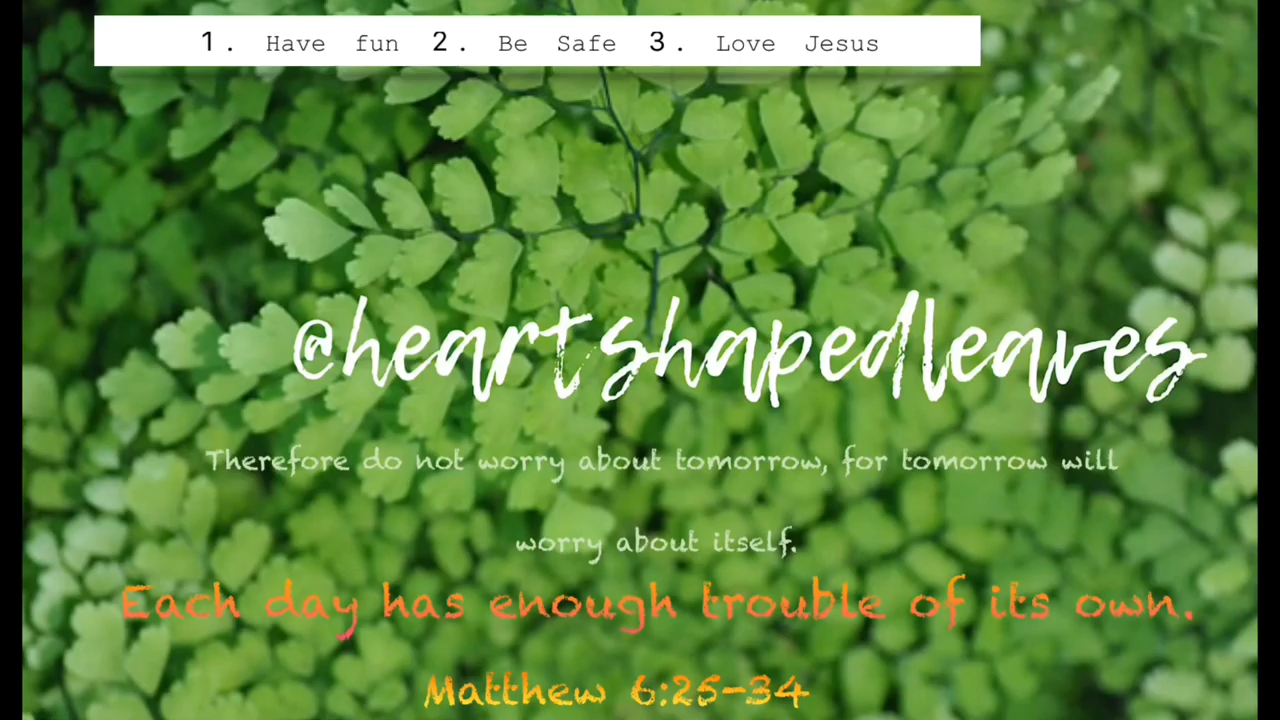 1. Have fun 2. Be Safe 3. Love Jesus
@heartshapedleaves
Therefore do not worry about tomorrow, for tomorrow will
worry about itself.
Each day has enough trouble of its own.
Matthew 6:25-34